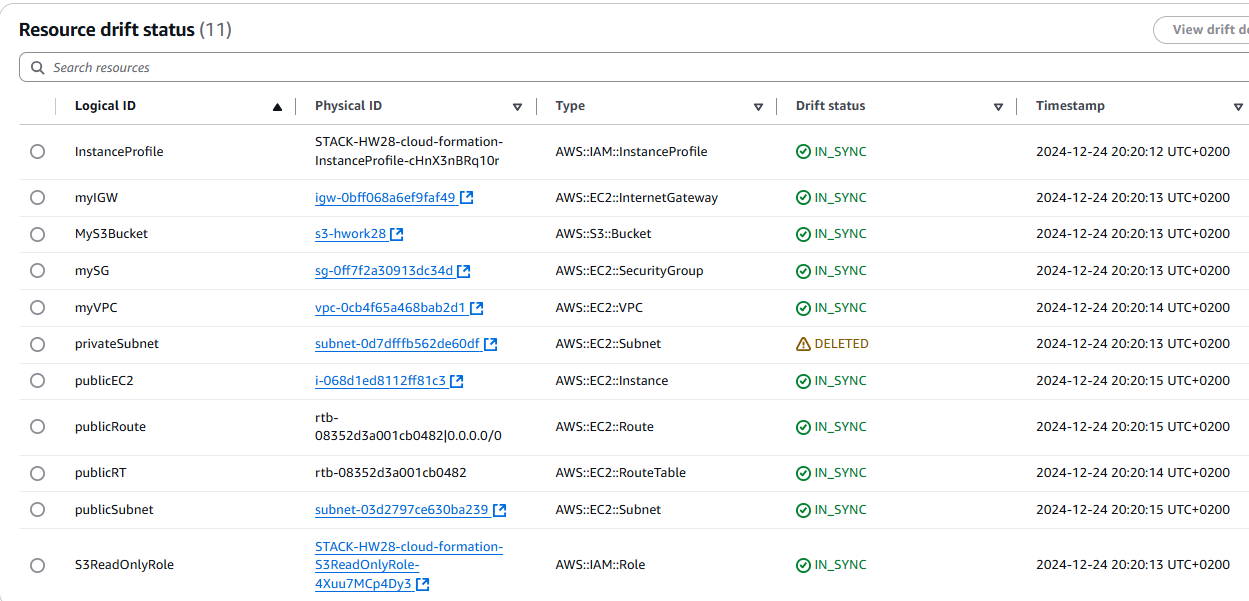 Resource drift status (11)
View drift de
Search resources
Logical ID Physical ID Type Drift status Timestamp
InstanceProfile STACK-HW28-cloud-formation-
InstanceProfile-cHnX3nBRq10r AWS::IAM::InstanceProfile IN_SYNC 2024-12-24 20:20:12 UTC+0200
myIGW igw-0bff068a6ef9faf49 AWS::EC2::InternetGateway IN_SYNC 2024-12-24 20:20:13 UTC+0200
MyS3Bucket s3-hwork28 AWS::S3::Bucket IN_SYNC 2024-12-24 20:20:13 UTC+0200
mySG sg-0ff7f2a30913dc34d AWS::EC2::SecurityGroup IN_SYNC 2024-12-24 20:20:13 UTC+0200
myVPC vpc-0cb4f65a468bab2d1 AWS::EC2::VPC IN_SYNC 2024-12-24 20:20:14 UTC+0200
privateSubnet subnet-0d7dfffb562de60df AWS::EC2::Subnet DELETED 2024-12-24 20:20:13 UTC+0200
publicEC2 i-068d1ed8112ff81c3 AWS::EC2::Instance IN_SYNC 2024-12-24 20:20:15 UTC+0200
publicRoute rtb-
08352d3a001cb0482|0.0.0.0/0 AWS::EC2::Route IN_SYNC 2024-12-24 20:20:15 UTC+0200
publicRT rtb-08352d3a001cb0482 AWS::EC2::RouteTable IN_SYNC 2024-12-24 20:20:14 UTC+0200
publicSubnet subnet-03d2797ce630ba239 AWS::EC2::Subnet IN_SYNC 2024-12-24 20:20:15 UTC+0200
S3ReadOnlyRole STACK-HW28-cloud-formation-
S3ReadOnlyRole-
4Xuu7MCp4Dy3 AWS::IAM::Role IN_SYNC 2024-12-24 20:20:13 UTC+0200